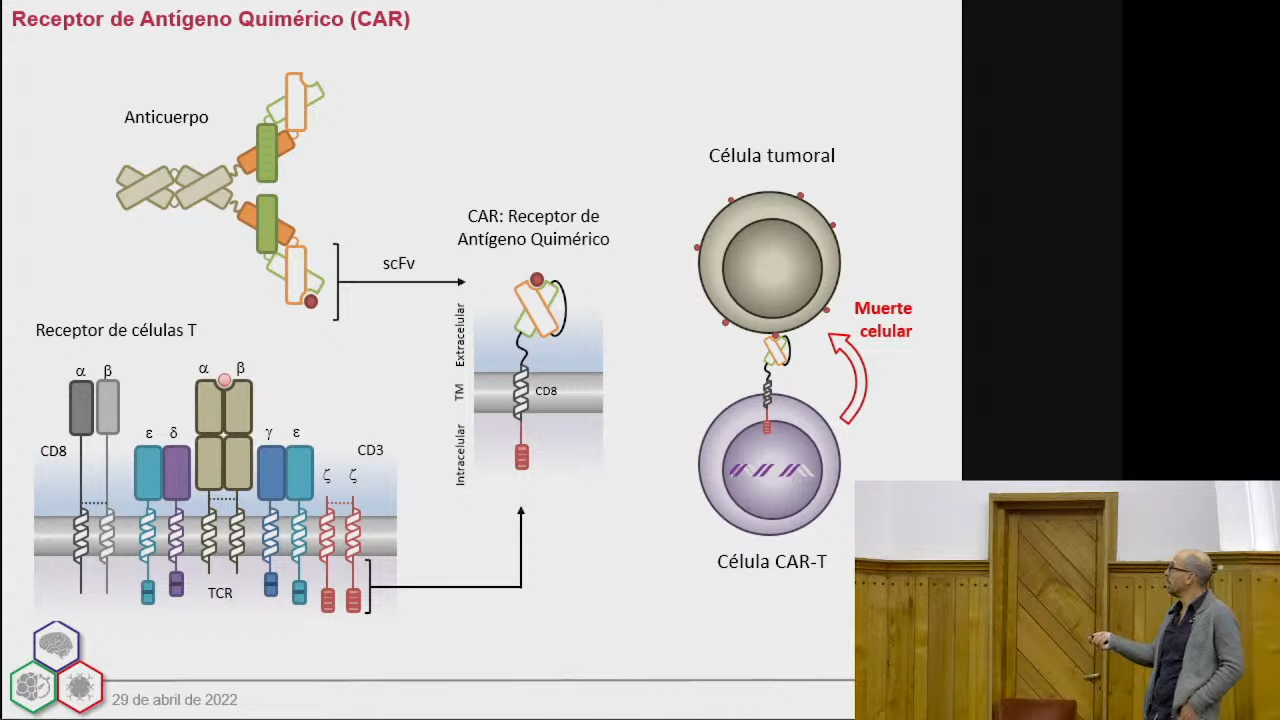 Receptor de Antígeno Quimérico (CAR)
Anticuerpo
scFv
CAR: Receptor de
Antígeno Quimérico
Extracelular
TM
Intracelular
CD8
Receptor de células T
α
β
α
β
CD8
ε
δ
γ
ε
CD3
ζ
ζ
TCR
Célula tumoral
Muerte
celular
Célula CAR-T
29 de abril de 2022